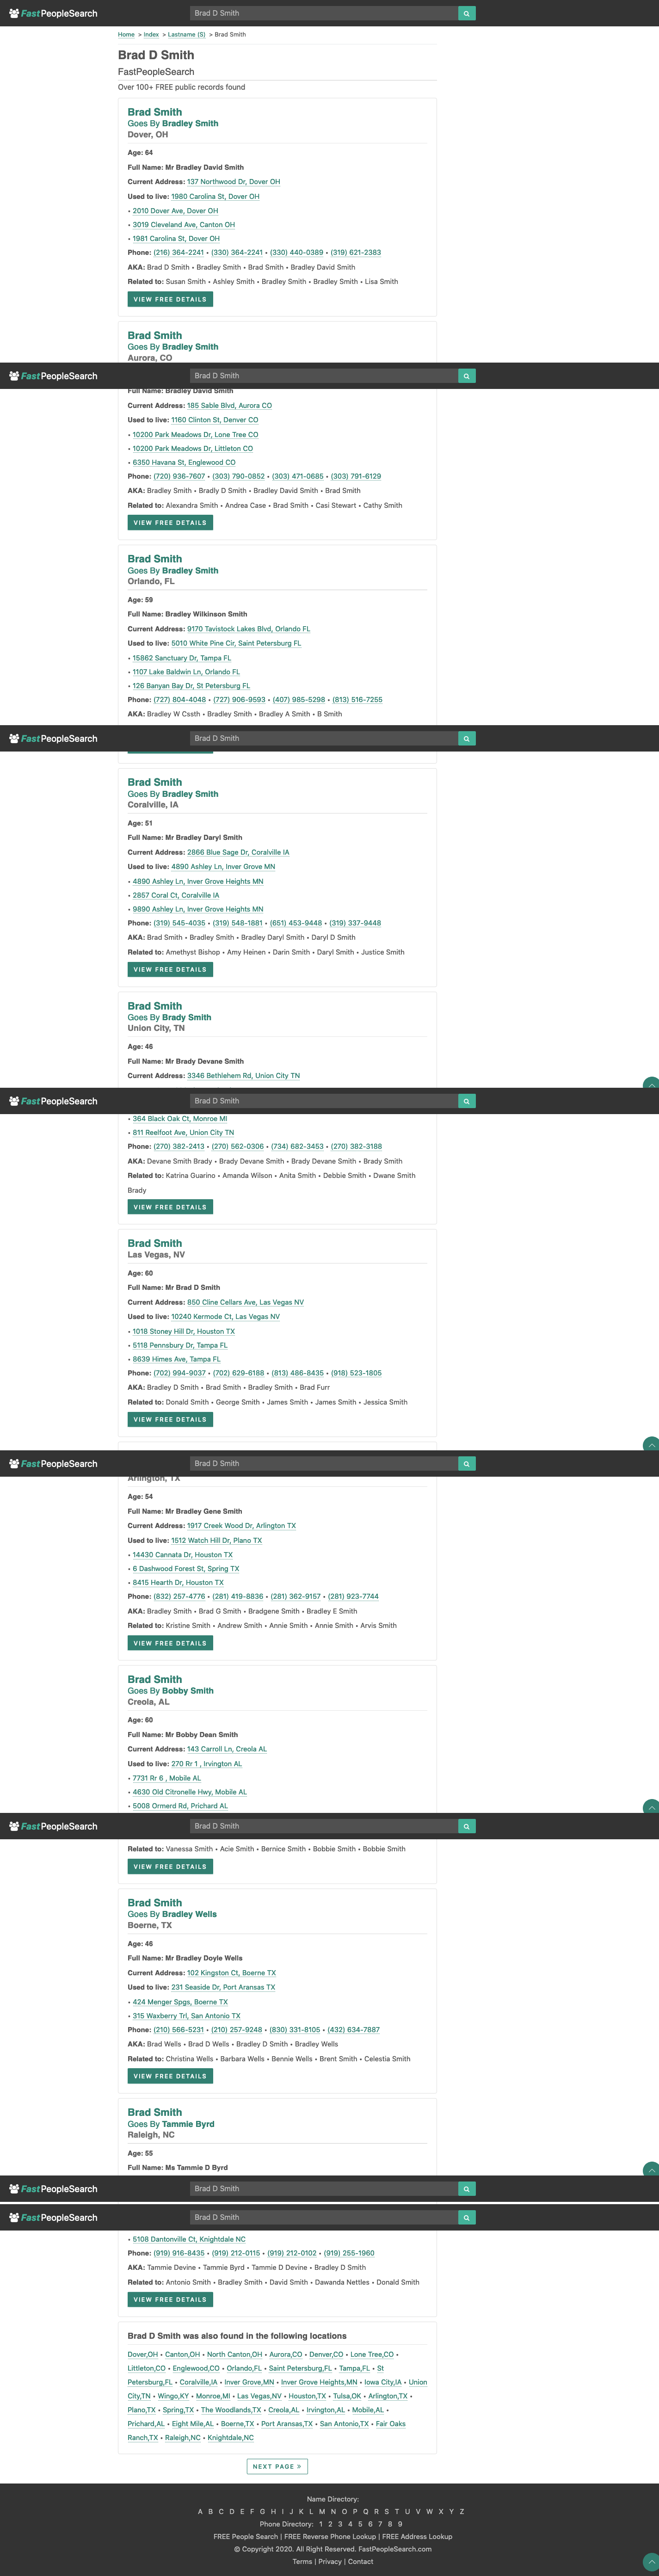 FastPeopleSearch
Brad D Smith
Home > Index > Lastname (S) > Brad Smith
Brad D Smith
FastPeopleSearch
Over 100+ FREE public records found
Brad Smith
Goes By Bradley Smith
Dover, OH
Age: 64
Full Name: Mr Bradley David Smith
Current Address: 137 Northwood Dr, Dover OH
Used to live: 1980 Carolina St, Dover OH
• 2010 Dover Ave, Dover OH
• 3019 Cleveland Ave, Canton OH
• 1981 Carolina St, Dover OH
Phone: (216) 364-2241 • (330) 364-2241 • (330) 440-0389 • (319) 621-2383
AKA: Brad D Smith • Bradley Smith • Brad Smith • Bradley David Smith
Related to: Susan Smith • Ashley Smith • Bradley Smith • Bradley Smith • Lisa Smith
VIEW FREE DETAILS
Brad Smith
Goes By Bradley Smith
Aurora, CO
FastPeopleSearch
Brad D Smith
Full Name: Bradley David Smith
Current Address: 185 Sable Blvd, Aurora CO
Used to live: 1160 Clinton St, Denver CO
• 10200 Park Meadows Dr, Lone Tree CO
• 10200 Park Meadows Dr, Littleton CO
• 6350 Havana St, Englewood CO
Phone: (720) 936-7607 • (303) 790-0852 • (303) 471-0685 • (303) 791-6129
AKA: Bradley Smith • Bradly D Smith • Bradley David Smith • Brad Smith
Related to: Alexandra Smith • Andrea Case • Brad Smith • Casi Stewart • Cathy Smith
VIEW FREE DETAILS
Brad Smith
Goes By Bradley Smith
Orlando, FL
Age: 59
Full Name: Bradley Wilkinson Smith
Current Address: 9170 Tavistock Lakes Blvd, Orlando FL
Used to live: 5010 White Pine Cir, Saint Petersburg FL
• 15862 Sanctuary Dr, Tampa FL
• 1107 Lake Baldwin Ln, Orlando FL
• 126 Banyan Bay Dr, St Petersburg FL
Phone: (727) 804-4048 • (727) 906-9593 • (407) 985-5298 • (813) 516-7255
AKA: Bradley W Cssth • Bradley Smith • Bradley A Smith • B Smith
FastPeopleSearch
Brad D Smith
Brad Smith
Goes By Bradley Smith
Coralville, IA
Age: 51
Full Name: Mr Bradley Daryl Smith
Current Address: 2866 Blue Sage Dr, Coralville IA
Used to live: 4890 Ashley Ln, Inver Grove MN
• 4890 Ashley Ln, Inver Grove Heights MN
• 2857 Coral Ct, Coralville IA
• 9890 Ashley Ln, Inver Grove Heights MN
Phone: (319) 545-4035 • (319) 548-1881 • (651) 453-9448 • (319) 337-9448
AKA: Brad Smith • Bradley Smith • Bradley Daryl Smith • Daryl D Smith
Related to: Amethyst Bishop • Amy Heinen • Darin Smith • Daryl Smith • Justice Smith
VIEW FREE DETAILS
Brad Smith
Goes By Brady Smith
Union City, TN
Age: 46
Full Name: Mr Brady Devane Smith
Current Address: 3346 Bethlehem Rd, Union City TN
FastPeopleSearch
Brad D Smith
• 364 Black Oak Ct, Monroe MI
• 811 Reelfoot Ave, Union City TN
Phone: (270) 382-2413 • (270) 562-0306 • (734) 682-3453 • (270) 382-3188
AKA: Devane Smith Brady • Brady Devane Smith • Brady Devane Smith • Brady Smith
Related to: Katrina Guarino • Amanda Wilson • Anita Smith • Debbie Smith • Dwane Smith
Brady
VIEW FREE DETAILS
Brad Smith
Las Vegas, NV
Age: 60
Full Name: Mr Brad D Smith
Current Address: 850 Cline Cellars Ave, Las Vegas NV
Used to live: 10240 Kermode Ct, Las Vegas NV
• 1018 Stoney Hill Dr, Houston TX
• 5118 Pennsbury Dr, Tampa FL
• 8639 Himes Ave, Tampa FL
Phone: (702) 994-9037 • (702) 629-6188 • (813) 486-8435 • (918) 523-1805
AKA: Bradley D Smith • Brad Smith • Bradley Smith • Brad Furr
Related to: Donald Smith • George Smith • James Smith • James Smith • Jessica Smith
VIEW FREE DETAILS
FastPeopleSearch
Brad D Smith
Arlington, TX
Age: 54
Full Name: Mr Bradley Gene Smith
Current Address: 1917 Creek Wood Dr, Arlington TX
Used to live: 1512 Watch Hill Dr, Plano TX
• 14430 Cannata Dr, Houston TX
• 6 Dashwood Forest St, Spring TX
• 8415 Hearth Dr, Houston TX
Phone: (832) 257-4776 • (281) 419-8836 • (281) 362-9157 • (281) 923-7744
AKA: Bradley Smith • Brad G Smith • Bradgene Smith • Bradley E Smith
Related to: Kristine Smith • Andrew Smith • Annie Smith • Annie Smith • Arvis Smith
VIEW FREE DETAILS
Brad Smith
Goes By Bobby Smith
Creola, AL
Age: 60
Full Name: Mr Bobby Dean Smith
Current Address: 143 Carroll Ln, Creola AL
Used to live: 270 Rr 1 , Irvington AL
• 7731 Rr 6 , Mobile AL
• 4630 Old Citronelle Hwy, Mobile AL
• 5008 Ormerd Rd, Prichard AL
FastPeopleSearch
Brad D Smith
Related to: Vanessa Smith • Acie Smith • Bernice Smith • Bobbie Smith • Bobbie Smith
VIEW FREE DETAILS
Brad Smith
Goes By Bradley Wells
Boerne, TX
Age: 46
Full Name: Mr Bradley Doyle Wells
Current Address: 102 Kingston Ct, Boerne TX
Used to live: 231 Seaside Dr, Port Aransas TX
• 424 Menger Spgs, Boerne TX
• 315 Waxberry Trl, San Antonio TX
Phone: (210) 566-5231 • (210) 257-9248 • (830) 331-8105 • (432) 634-7887
AKA: Brad Wells • Brad D Wells • Bradley D Smith • Bradley Wells
Related to: Christina Wells • Barbara Wells • Bennie Wells • Brent Smith • Celestia Smith
VIEW FREE DETAILS
Brad Smith
Goes By Tammie Byrd
Raleigh, NC
Age: 55
Full Name: Ms Tammie D Byrd
FastPeopleSearch
Brad D Smith
FastPeopleSearch
Brad D Smith
• 5108 Dantonville Ct, Knightdale NC
Phone: (919) 916-8435 • (919) 212-0115 • (919) 212-0102 • (919) 255-1960
AKA: Tammie Devine • Tammie Byrd • Tammie D Devine • Bradley D Smith
Related to: Antonio Smith • Bradley Smith • David Smith • Dawanda Nettles • Donald Smith
VIEW FREE DETAILS
Brad D Smith was also found in the following locations
Dover,OH • Canton,OH • North Canton,OH • Aurora,CO • Denver,CO • Lone Tree,CO •
Littleton,CO • Englewood,CO • Orlando,FL • Saint Petersburg,FL • Tampa,FL • St
Petersburg,FL • Coralville,IA • Inver Grove,MN • Inver Grove Heights,MN • Iowa City,IA • Union
City,TN • Wingo,KY • Monroe,MI • Las Vegas,NV • Houston,TX • Tulsa,OK • Arlington,TX •
Plano,TX • Spring,TX • The Woodlands,TX • Creola,AL • Irvington,AL • Mobile,AL •
Prichard,AL • Eight Mile,AL • Boerne,TX • Port Aransas,TX • San Antonio,TX • Fair Oaks
Ranch,TX • Raleigh,NC • Knightdale,NC
NEXT PAGE »
Name Directory:
A B C D E F G H I J K L M N O P Q R S T U V W X Y Z
Phone Directory: 1 2 3 4 5 6 7 8 9
FREE People Search | FREE Reverse Phone Lookup | FREE Address Lookup
© Copyright 2020. All Right Reserved. FastPeopleSearch.com
Terms | Privacy | Contact